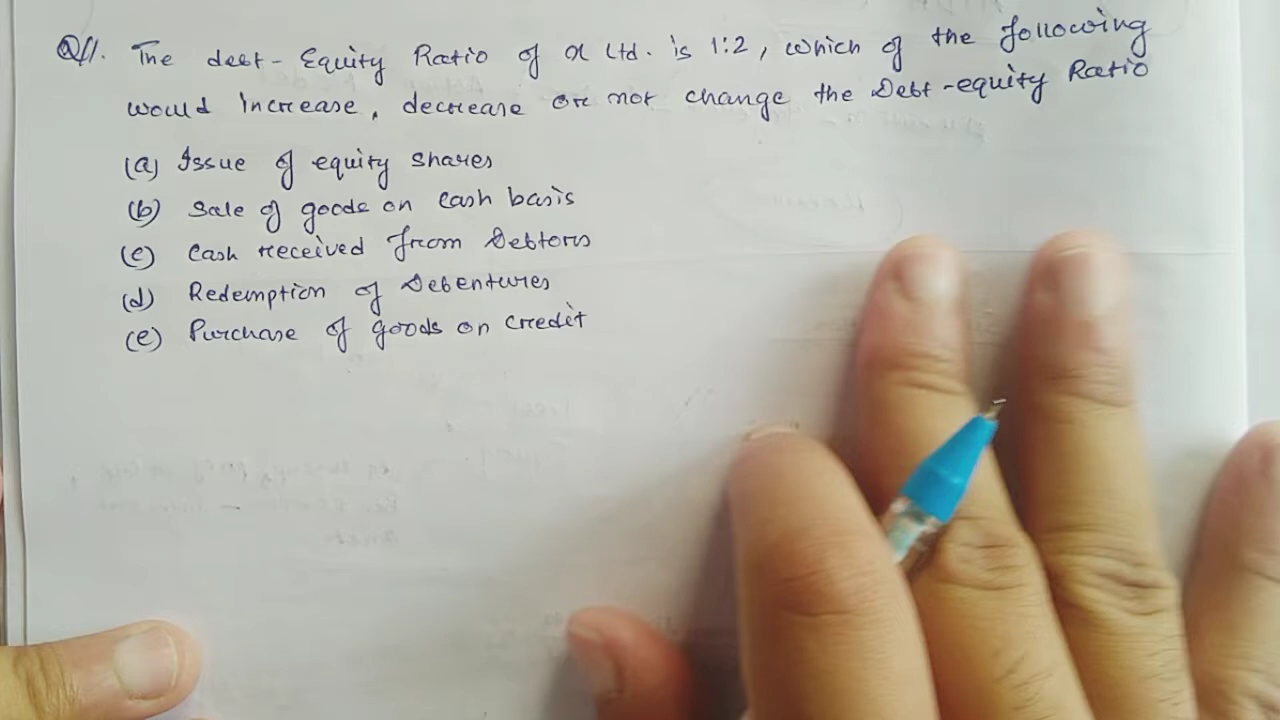 Q1. The debt-Equity Ratio of X Ltd. is 1:2, which of the following
would increase, decrease or not change the Debt-equity Ratio
(a) Issue of equity shares
(b) Sale of goods on cash basis
(c) Cash received from Debtors
(d) Redemption of Debentures
(e) Purchase of goods on credit